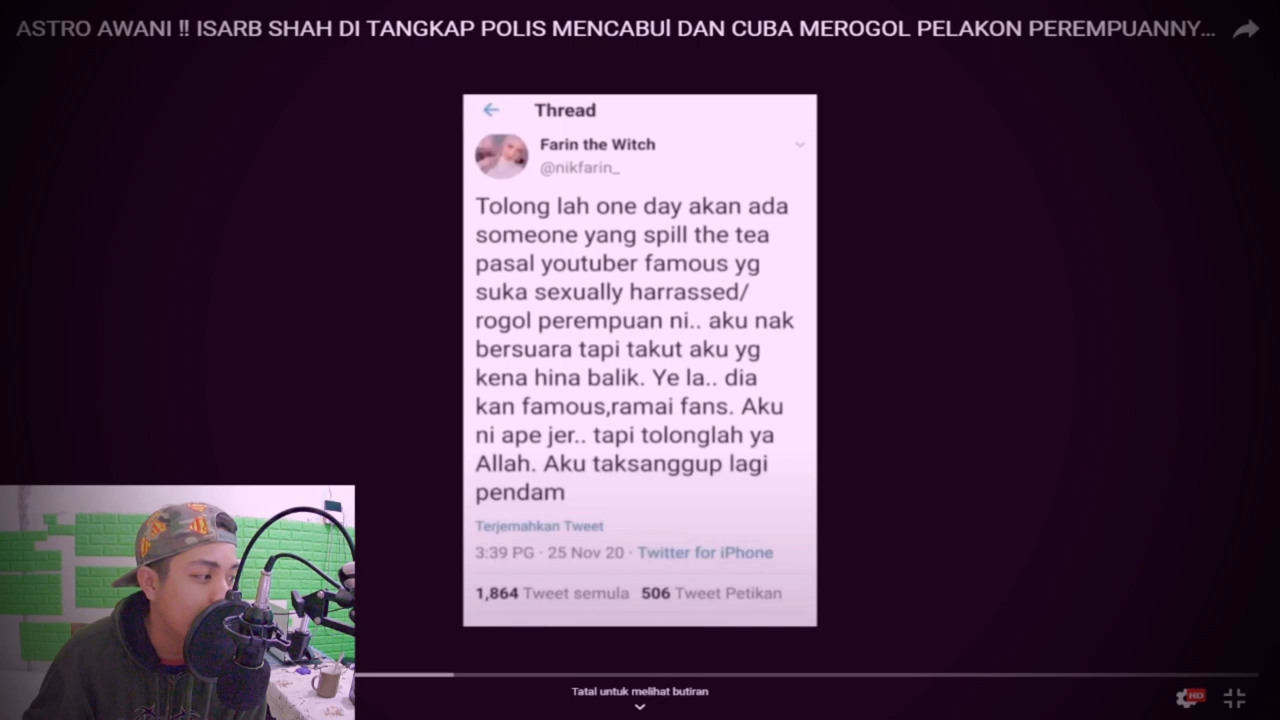 ASTRO AWANI !! ISARB SHAH DI TANGKAP POLIS MENCABUl DAN CUBA MEROGOL PELAKON PEREMPUANNY...
Thread
Farin the Witch
@nikfarin_
Tolong lah one day akan ada
someone yang spill the tea
pasal youtuber famous yg
suka sexually harrassed/
rogol perempuan ni.. aku nak
bersuara tapi takut aku yg
kena hina balik. Ye la.. dia
kan famous,ramai fans. Aku
ni ape jer.. tapi tolonglah ya
Allah. Aku taksanggup lagi
pendam
Terjemahkan Tweet
3:39 PG · 25 Nov 20 · Twitter for iPhone
1,864 Tweet semula 506 Tweet Petikan
Tatal untuk melihat butiran
HD